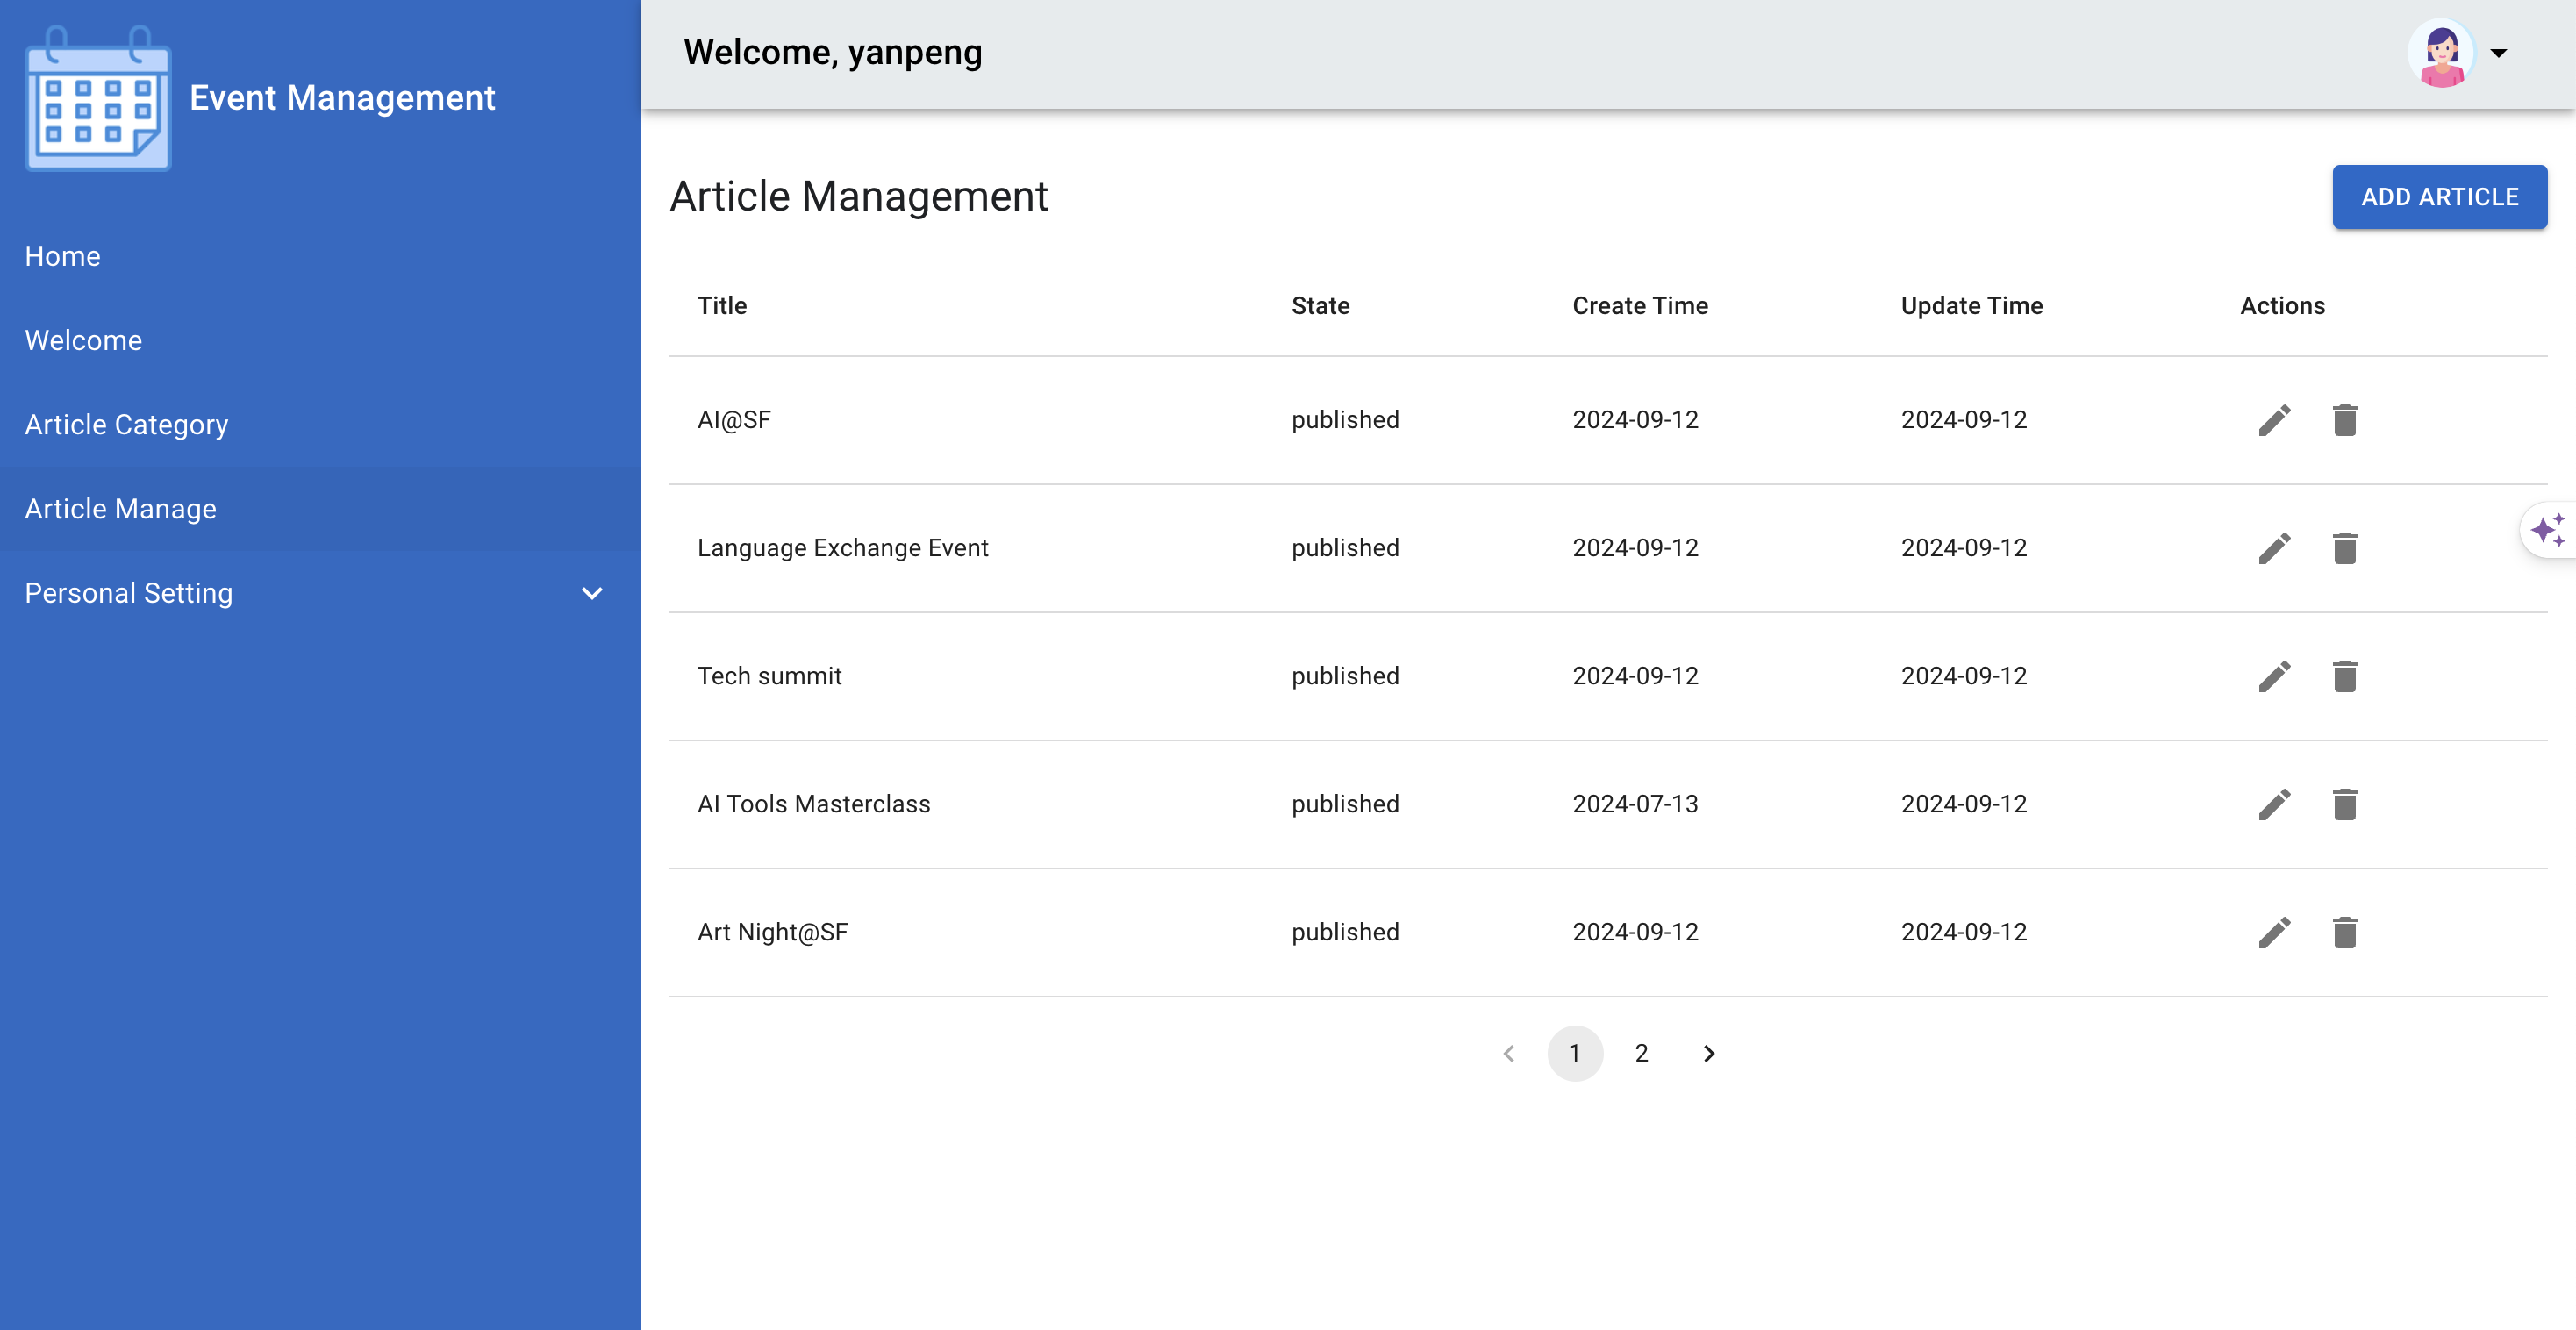 Event Management
Home
Welcome
Article Category
Article Manage
Personal Setting
Welcome, yanpeng
Article Management
ADD ARTICLE
Title State Create Time Update Time Actions
AI@SF published 2024-09-12 2024-09-12
Language Exchange Event published 2024-09-12 2024-09-12
Tech summit published 2024-09-12 2024-09-12
AI Tools Masterclass published 2024-07-13 2024-09-12
Art Night@SF published 2024-09-12 2024-09-12
1 2